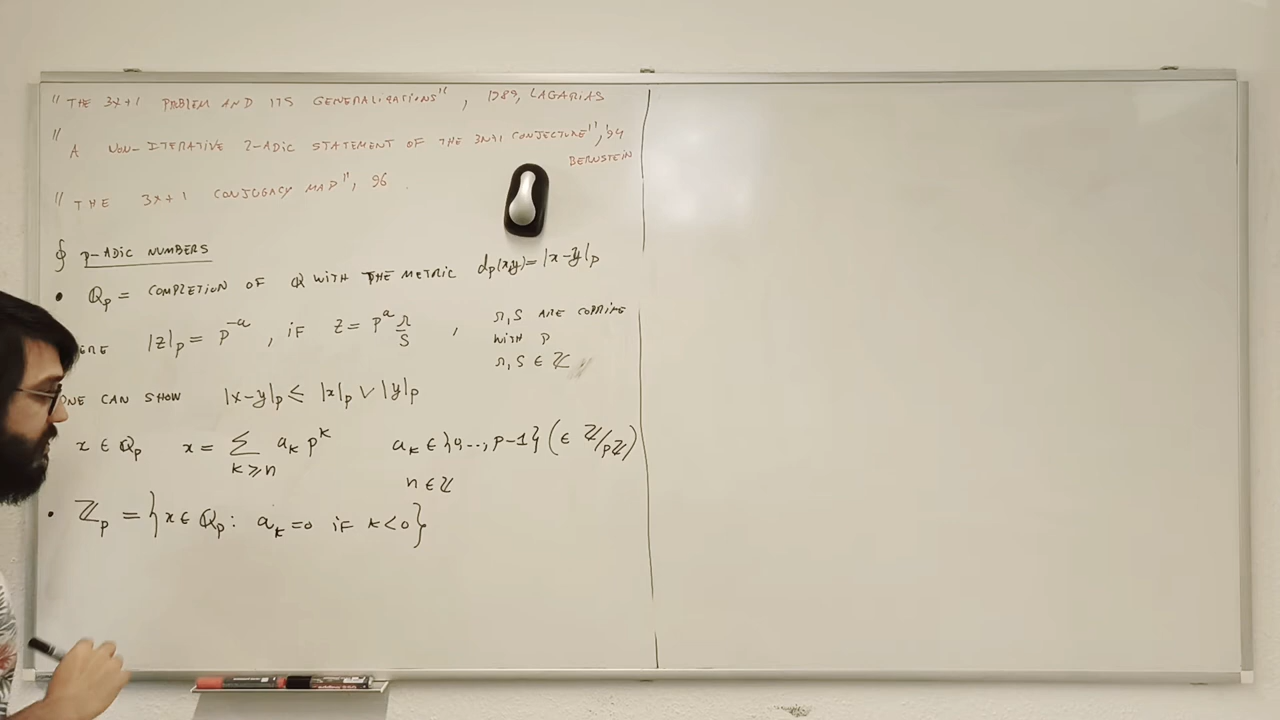 "THE 3X+1 PROBLEM AND ITS GENERALIZATIONS", 1989, LAGARIAS
"A NON-ITERATIVE 2-ADIC STATEMENT OF THE 3N+1 CONJECTURE", '94
BERNSTEIN
"THE 3X+1 CONJUGACY MAP", 96.
§ p-ADIC NUMBERS
• ℚ_p = COMPLETION OF ℚ WITH THE METRIC d_p(x,y)=|x-y|_p
ERE |z|_p = p^{-a}, IF z = p^a r/s, r, s ARE COPRIME
WITH p
r, s ∈ ℤ
ONE CAN SHOW |x-y|_p ≤ |x|_p ∨ |y|_p
x ∈ ℚ_p x = ∑_{k≥n} a_k p^k a_k ∈ {0,..., p-1} (∈ ℤ/pℤ)
n ∈ ℤ
• ℤ_p = {x ∈ ℚ_p : a_k = 0 IF k < 0}